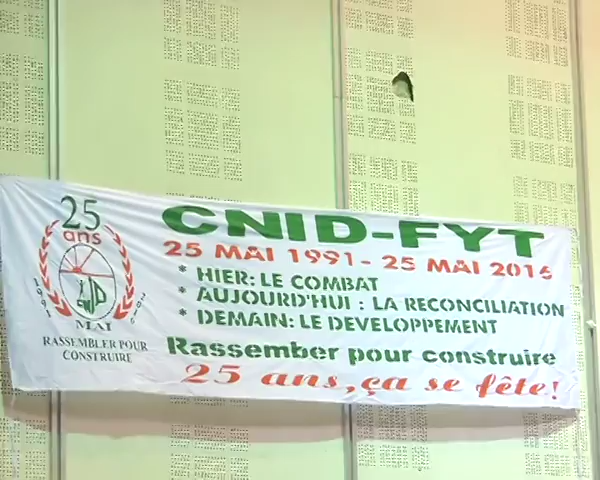 25
ans
1991
MAI
RASSEMBLER POUR
CONSTRUIRE
CNID-FYT
25 MAI 1991 - 25 MAI 2016
* HIER: LE COMBAT
* AUJOURD'HUI : LA RECONCILIATION
* DEMAIN: LE DEVELOPPEMENT
Rassember pour construire
25 ans, ça se fête!